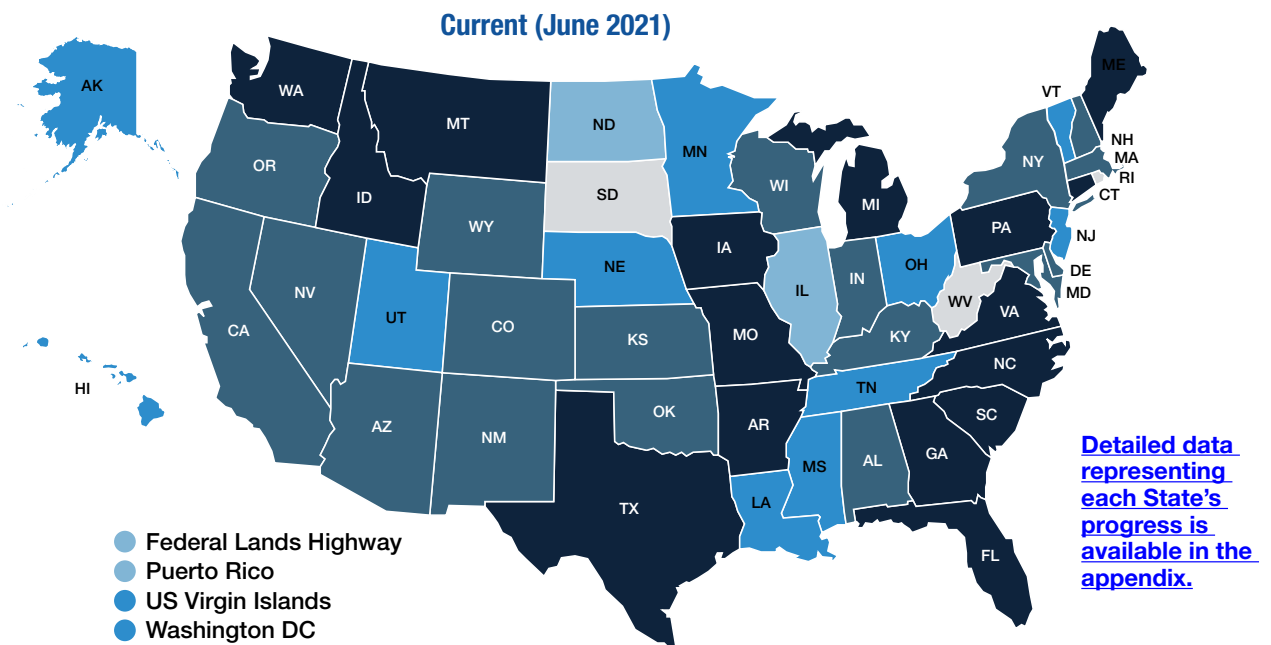 Current (June 2021)
AK
WA
MT
ND
MN
ME
VT
NH
MA
RI
CT
OR
ID
WY
SD
WI
MI
NY
PA
NJ
NV
UT
CO
NE
IA
IL
IN
OH
WV
VA
DE
MD
CA
KS
MO
KY
HI
AZ
NM
OK
AR
TN
NC
SC
TX
LA
MS
AL
GA
FL
Detailed data
representing
each State's
progress is
available in the
appendix.
Federal Lands Highway
Puerto Rico
US Virgin Islands
Washington DC